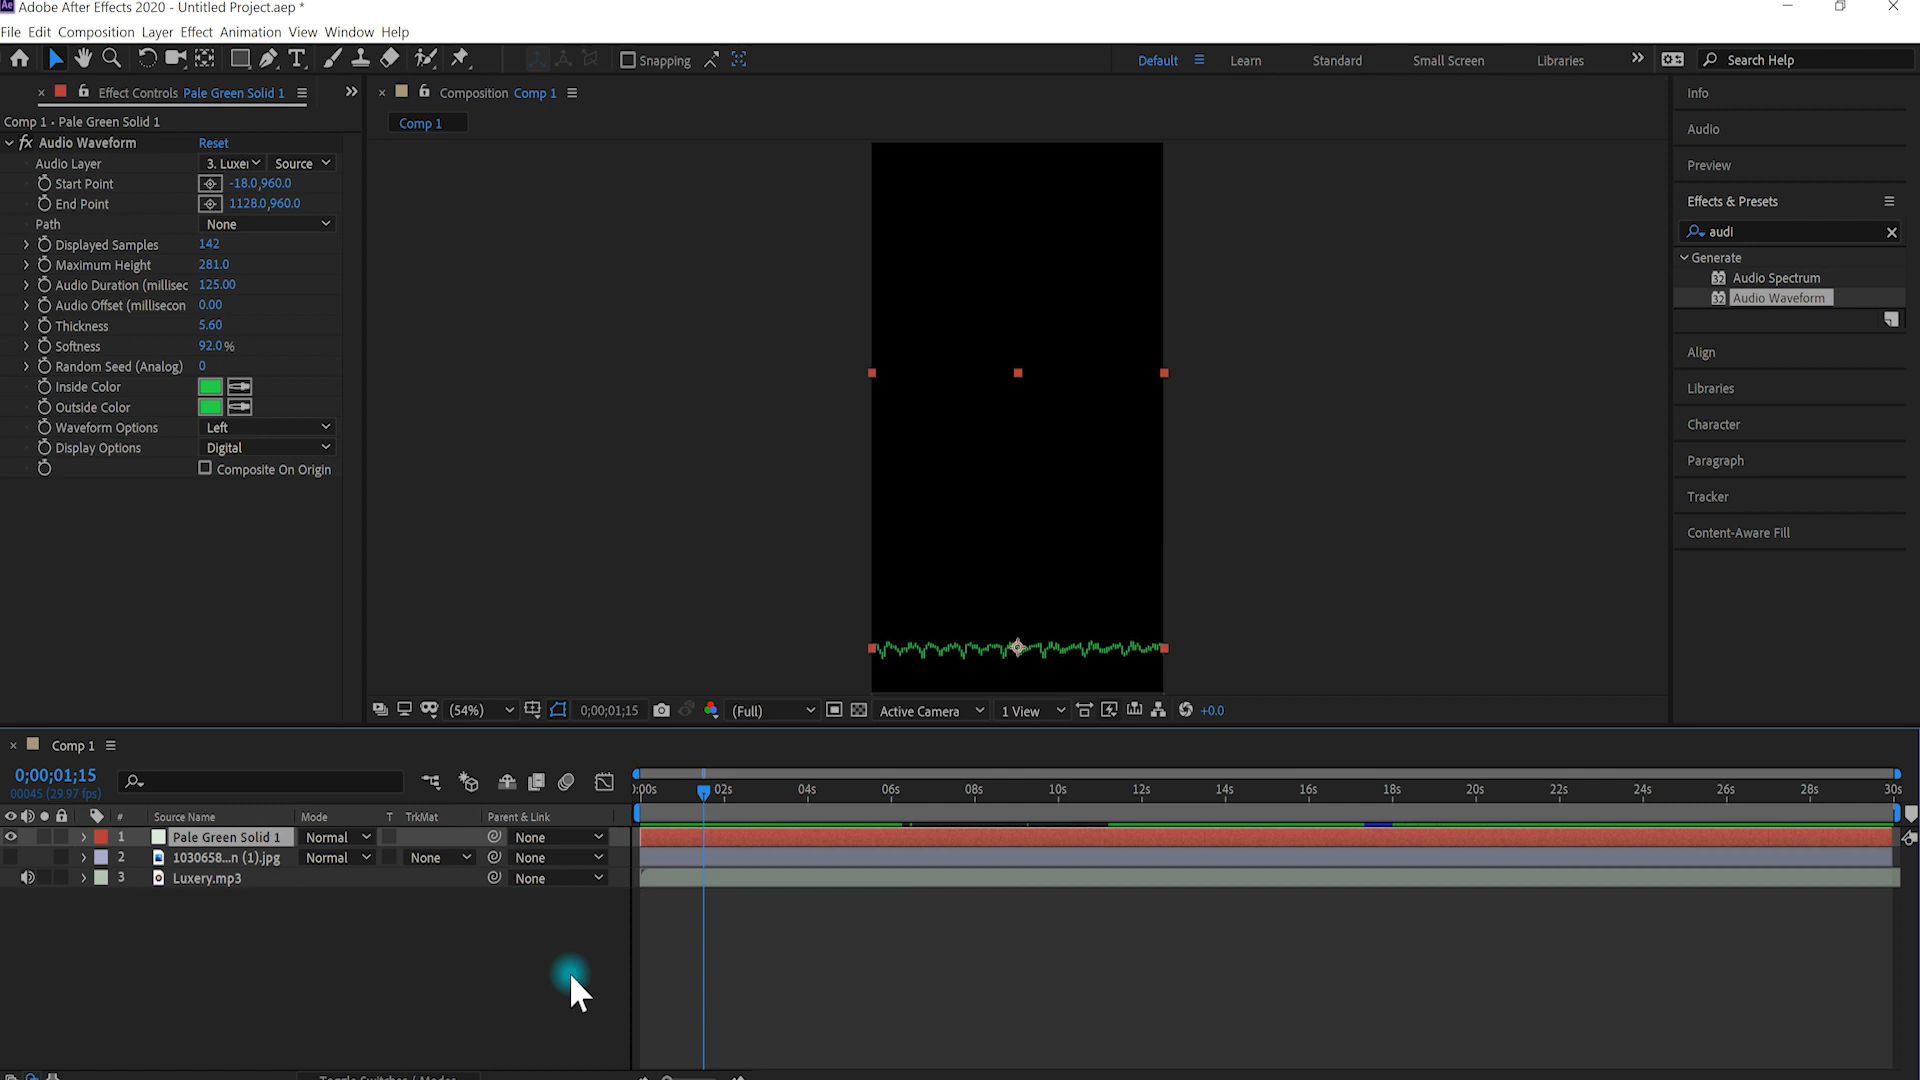 Ae Adobe After Effects 2020 - Untitled Project.aep *
File Edit Composition Layer Effect Animation View Window Help
Snapping Default Learn Standard Small Screen Libraries Search Help
Effect Controls Pale Green Solid 1
Composition Comp 1
Info
Comp 1 • Pale Green Solid 1
Comp 1
Audio
fx Audio Waveform Reset
Audio Layer 3. Luxei Source
Preview
Start Point -18.0,960.0
End Point 1128.0,960.0
Effects & Presets
Path None
audi
Displayed Samples 142
Generate
Maximum Height 281.0
Audio Spectrum
Audio Duration (millisec 125.00
Audio Waveform
Audio Offset (millisecon 0.00
Thickness 5.60
Softness 92.0%
Align
Random Seed (Analog) 0
Inside Color
Libraries
Outside Color
Waveform Options Left
Character
Display Options Digital
Composite On Origin
Paragraph
Tracker
Content-Aware Fill
(54%) 0;00;01;15 (Full) Active Camera 1 View +0.0
Comp 1
0;00;01;15
00045 (29.97 fps)
):00s 02s 04s 06s 08s 10s 12s 14s 16s 18s 20s 22s 24s 26s 28s 30s
# Source Name Mode T TrkMat Parent & Link
1 Pale Green Solid 1 Normal None
2 1030658...n (1).jpg Normal None None
3 Luxery.mp3 None
Toggle Switches / Modes